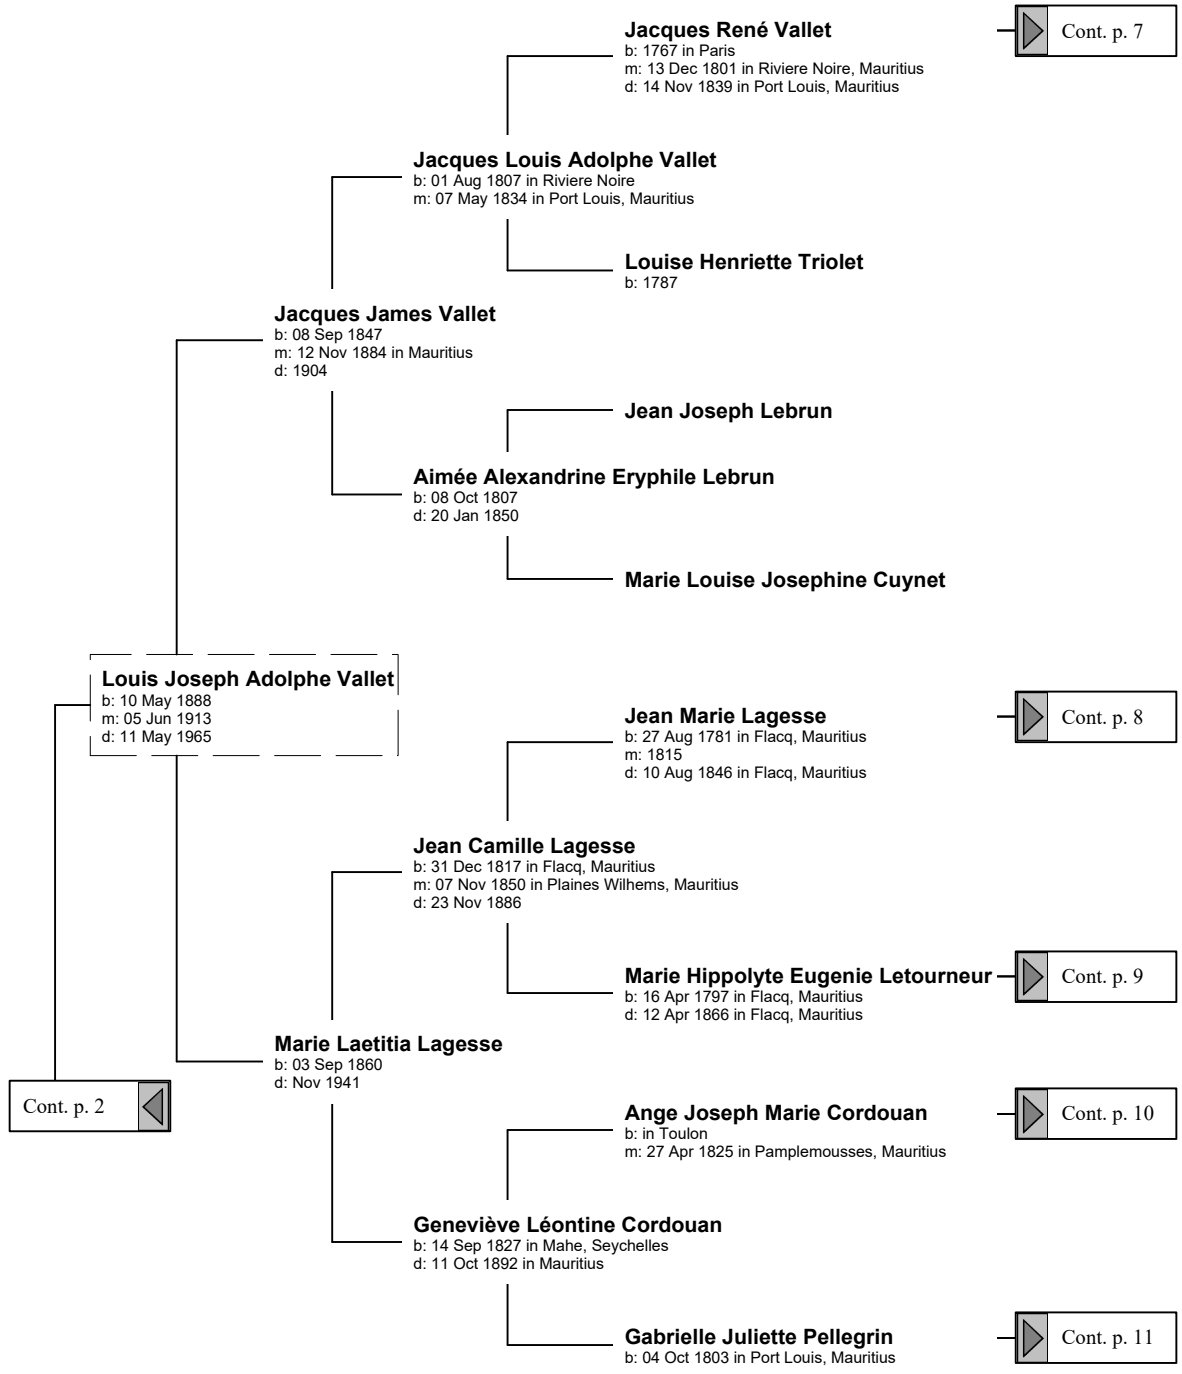 Jacques René Vallet
b: 1767 in Paris
m: 13 Dec 1801 in Riviere Noire, Mauritius
d: 14 Nov 1839 in Port Louis, Mauritius
Cont. p. 7
Jacques Louis Adolphe Vallet
b: 01 Aug 1807 in Riviere Noire
m: 07 May 1834 in Port Louis, Mauritius
Louise Henriette Triolet
b: 1787
Jacques James Vallet
b: 08 Sep 1847
m: 12 Nov 1884 in Mauritius
d: 1904
Jean Joseph Lebrun
Aimée Alexandrine Eryphile Lebrun
b: 08 Oct 1807
d: 20 Jan 1850
Marie Louise Josephine Cuynet
Louis Joseph Adolphe Vallet
b: 10 May 1888
m: 05 Jun 1913
d: 11 May 1965
Jean Marie Lagesse
b: 27 Aug 1781 in Flacq, Mauritius
m: 1815
d: 10 Aug 1846 in Flacq, Mauritius
Cont. p. 8
Jean Camille Lagesse
b: 31 Dec 1817 in Flacq, Mauritius
m: 07 Nov 1850 in Plaines Wilhems, Mauritius
d: 23 Nov 1886
Marie Hippolyte Eugenie Letourneur
b: 16 Apr 1797 in Flacq, Mauritius
d: 12 Apr 1866 in Flacq, Mauritius
Cont. p. 9
Marie Laetitia Lagesse
b: 03 Sep 1860
d: Nov 1941
Cont. p. 2
Ange Joseph Marie Cordouan
b: in Toulon
m: 27 Apr 1825 in Pamplemousses, Mauritius
Cont. p. 10
Geneviève Léontine Cordouan
b: 14 Sep 1827 in Mahe, Seychelles
d: 11 Oct 1892 in Mauritius
Gabrielle Juliette Pellegrin
b: 04 Oct 1803 in Port Louis, Mauritius
Cont. p. 11